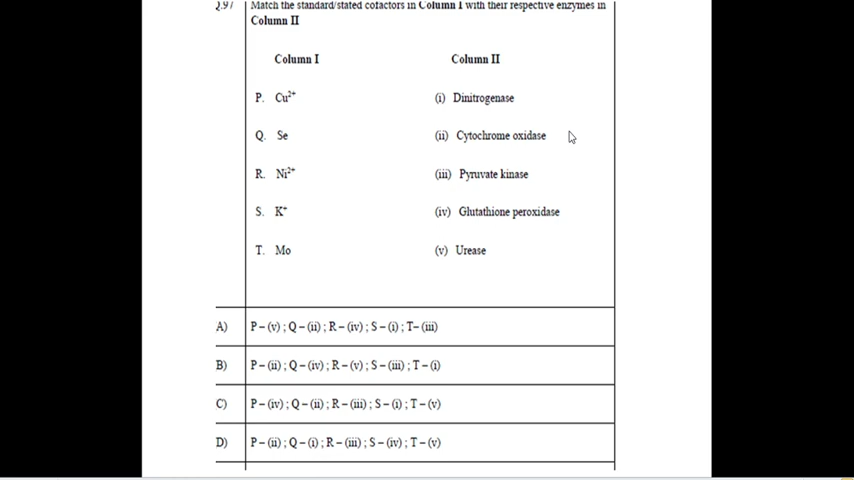 Q.97 Match the standard/stated cofactors in Column I with their respective enzymes in
Column II
Column I Column II
P. Cu²⁺ (i) Dinitrogenase
Q. Se (ii) Cytochrome oxidase
R. Ni²⁺ (iii) Pyruvate kinase
S. K⁺ (iv) Glutathione peroxidase
T. Mo (v) Urease
A) P – (v) ; Q – (ii) ; R – (iv) ; S – (i) ; T– (iii)
B) P – (ii) ; Q – (iv) ; R – (v) ; S – (iii) ; T – (i)
C) P – (iv) ; Q – (ii) ; R – (iii) ; S – (i) ; T – (v)
D) P – (ii) ; Q – (i) ; R – (iii) ; S – (iv) ; T – (v)